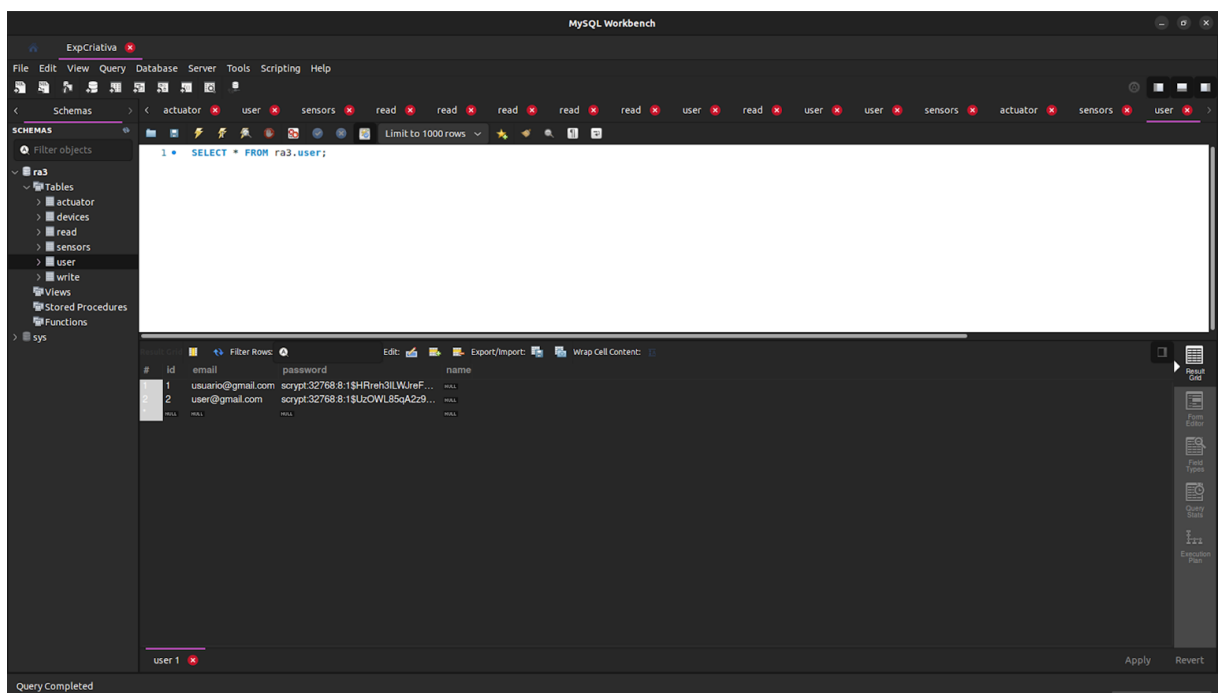 MySQL Workbench
ExpCriativa
File Edit View Query Database Server Tools Scripting Help
Schemas
actuator user sensors read read read read read user read user user sensors actuator sensors user
SCHEMAS
Limit to 1000 rows
Filter objects
1 SELECT * FROM ra3.user;
ra3
Tables
actuator
devices
read
sensors
user
write
Views
Stored Procedures
Functions
sys
Result Grid Filter Rows: Edit: Export/Import: Wrap Cell Content:
# id email password name
1 1 usuario@gmail.com scrypt:32768:8:1$HRreh3ILWJreF... NULL
2 2 user@gmail.com scrypt:32768:8:1$UzOWL85qA2z9... NULL
* NULL NULL NULL NULL
Result
Grid
Form
Editor
Field
Types
Query
Stats
Execution
Plan
user 1
Apply Revert
Query Completed